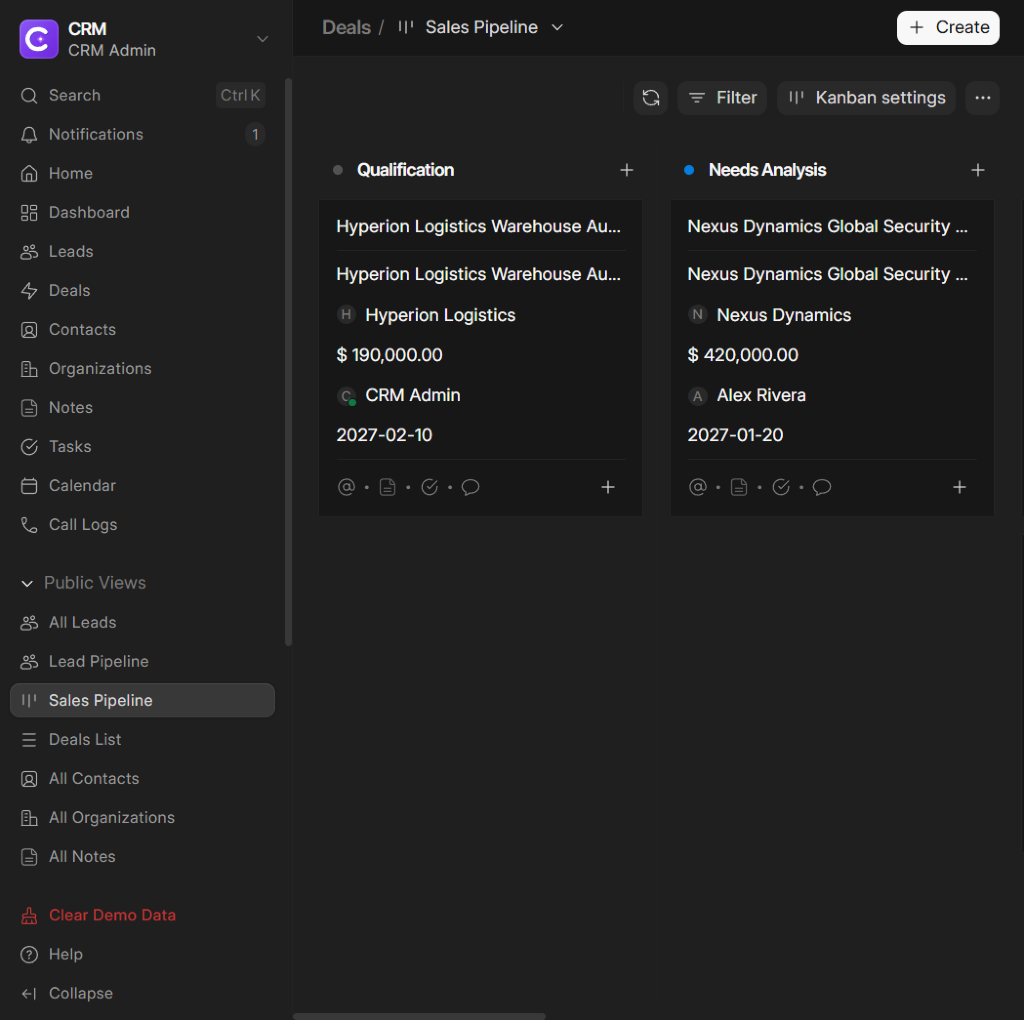 CRM
CRM Admin
Search
Ctrl K
Notifications
1
Home
Dashboard
Leads
Deals
Contacts
Organizations
Notes
Tasks
Calendar
Call Logs
Public Views
All Leads
Lead Pipeline
Sales Pipeline
Deals List
All Contacts
All Organizations
All Notes
Clear Demo Data
Help
Collapse
Deals / Sales Pipeline
Create
Filter
Kanban settings
Qualification
Hyperion Logistics Warehouse Au...
Hyperion Logistics Warehouse Au...
H Hyperion Logistics
$ 190,000.00
C CRM Admin
2027-02-10
Needs Analysis
Nexus Dynamics Global Security ...
Nexus Dynamics Global Security ...
N Nexus Dynamics
$ 420,000.00
A Alex Rivera
2027-01-20